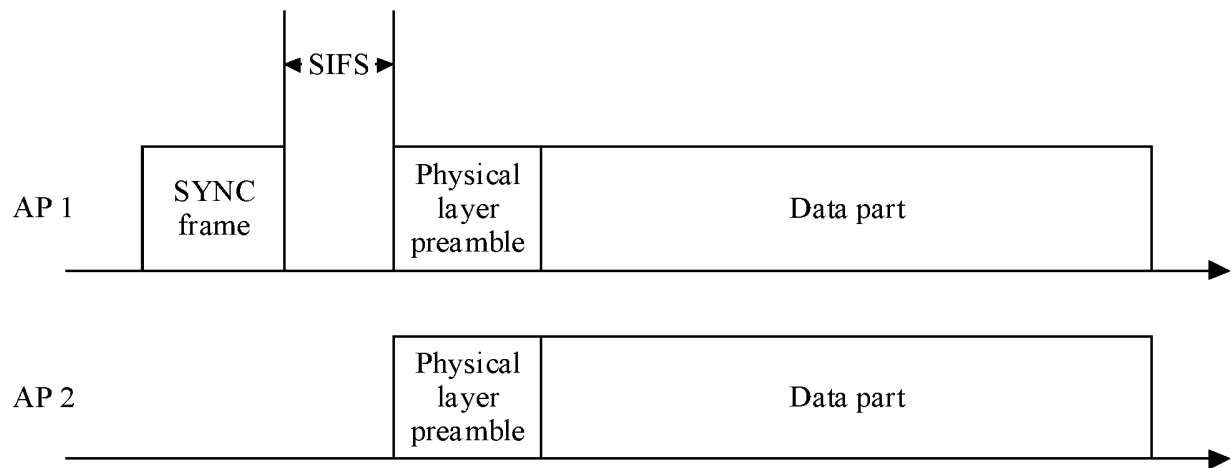 SIFS
AP 1
SYNC
frame
Physical
layer
preamble
Data part
AP 2
Physical
layer
preamble
Data part